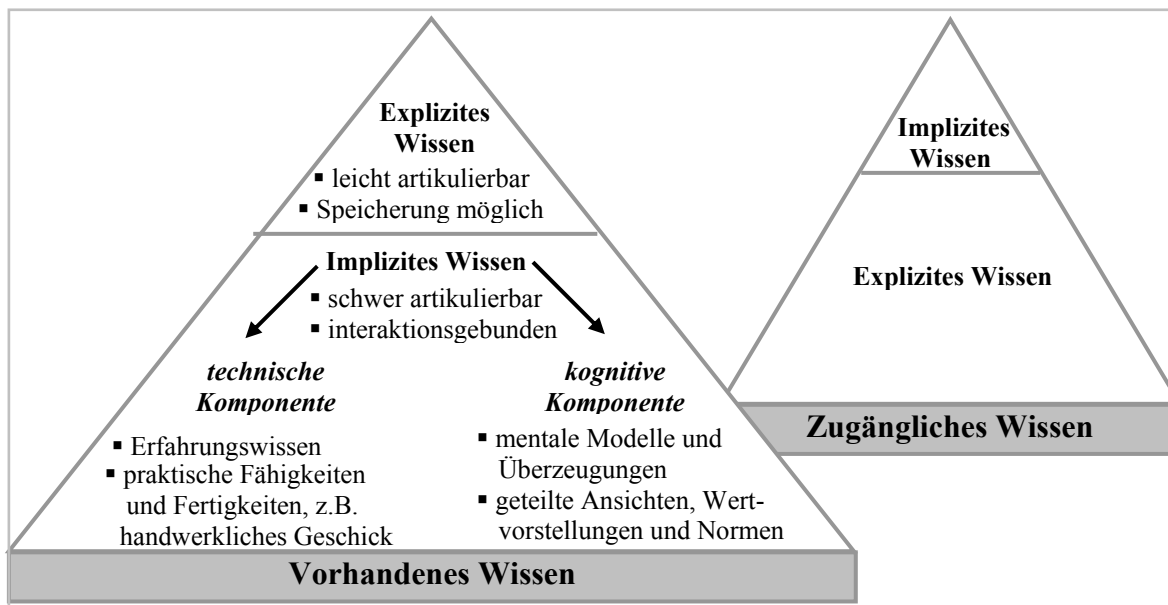 Explizites
Wissen
▪ leicht artikulierbar
▪ Speicherung möglich
Implizites Wissen
▪ schwer artikulierbar
▪ interaktionsgebunden
technische
Komponente
▪ Erfahrungswissen
▪ praktische Fähigkeiten
und Fertigkeiten, z.B.
handwerkliches Geschick
kognitive
Komponente
▪ mentale Modelle und
Überzeugungen
▪ geteilte Ansichten, Wert-
vorstellungen und Normen
Vorhandenes Wissen
Implizites
Wissen
Explizites Wissen
Zugängliches Wissen